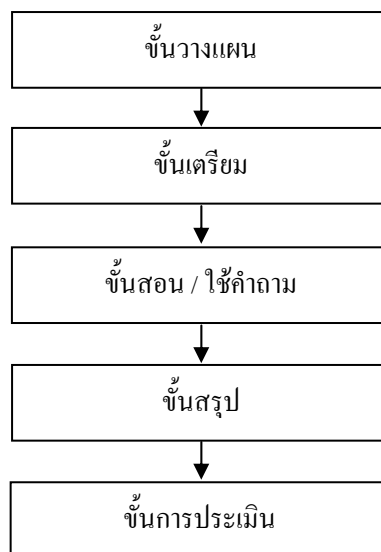 ขั้นวางแผน
ขั้นเตรียม
ขั้นสอน / ใช้คำถาม
ขั้นสรุป
ขั้นการประเมิน